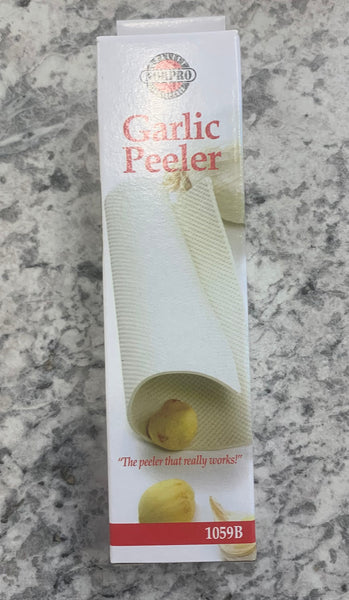 NORPRO
Garlic
Peeler
"The peeler that really works!"
1059B